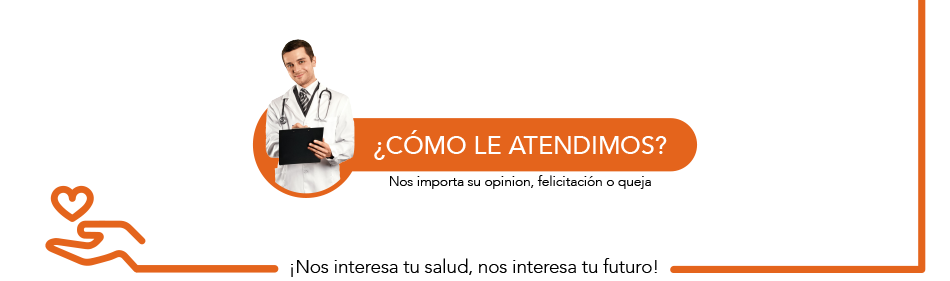 ¿CÓMO LE ATENDIMOS?
Nos importa su opinion, felicitación o queja
¡Nos interesa tu salud, nos interesa tu futuro!